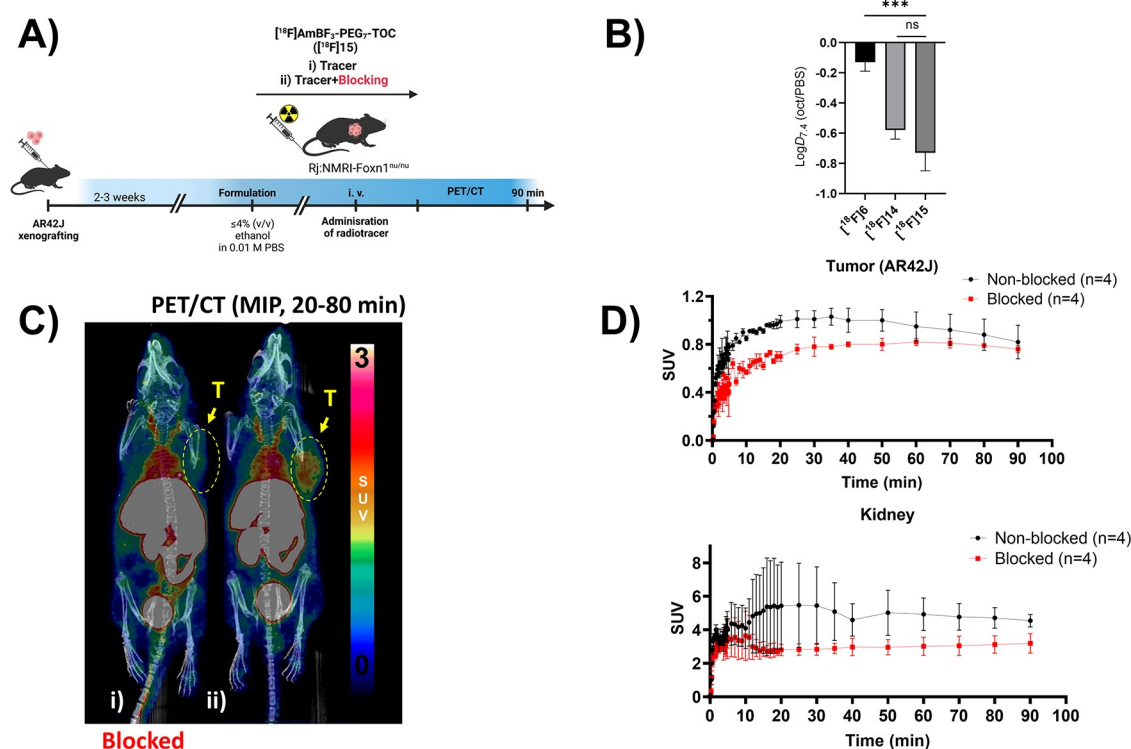 A)
[¹⁸F]AmBF₃-PEG₇-TOC
([¹⁸F]15)
i) Tracer
ii) Tracer+Blocking
Rj:NMRI-Foxn1ⁿᵘ/ⁿᵘ
2-3 weeks
Formulation
i. v.
PET/CT
90 min
AR42J
xenografting
≤4% (v/v)
ethanol
in 0.01 M PBS
Adminisration
of radiotracer
B)
***
ns
LogD₇.₄ (oct/PBS)
0.0
-0.2
-0.4
-0.6
-0.8
-1.0
[¹⁸F]6
[¹⁸F]14
[¹⁸F]15
C)
PET/CT (MIP, 20-80 min)
T
T
3
SUV
0
i)
ii)
Blocked
D)
Tumor (AR42J)
Non-blocked (n=4)
Blocked (n=4)
SUV
1.2
0.8
0.4
0.0
0 10 20 30 40 50 60 70 80 90 100
Time (min)
Kidney
Non-blocked (n=4)
Blocked (n=4)
SUV
8
6
4
2
0
0 10 20 30 40 50 60 70 80 90 100
Time (min)